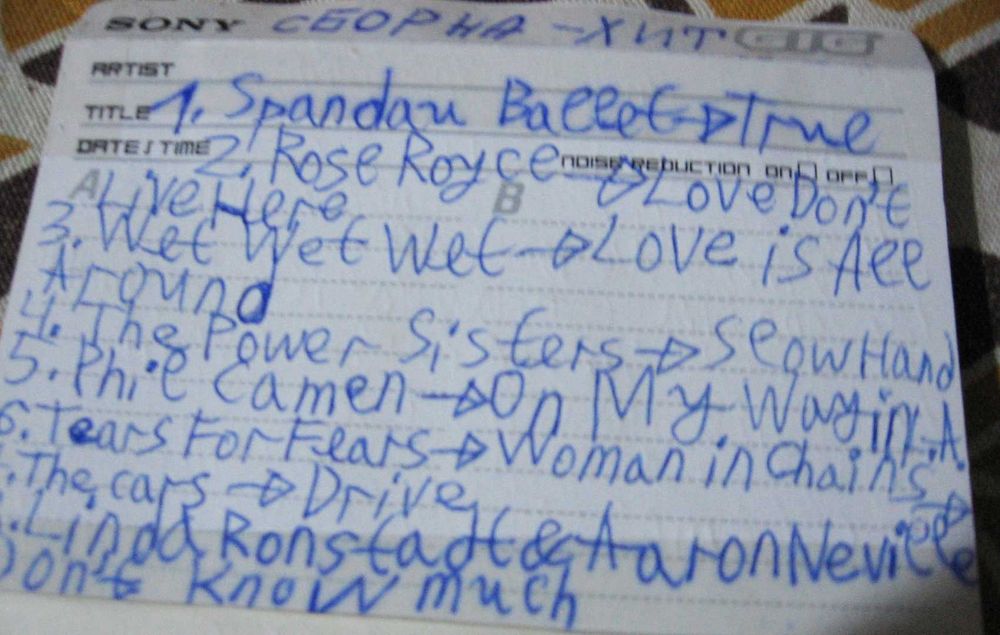 SONY СБОРНА - ХИТ
ARTIST
TITLE 1. Spandau Ballet → True
DATE / TIME 2. Rose Royce NOISE REDUCTION ON OFF → Love Don't
A Live Here B
3. Wet Wet Wet → Love is All
Around
4. The Power Sisters → Slow Hand
5. Phil Camen → On My Way in L.A.
6. Tears For Fears → Woman in Chains
The cars → Drive
Linda Ronstadt & Aaron Neville →
Don't Know much